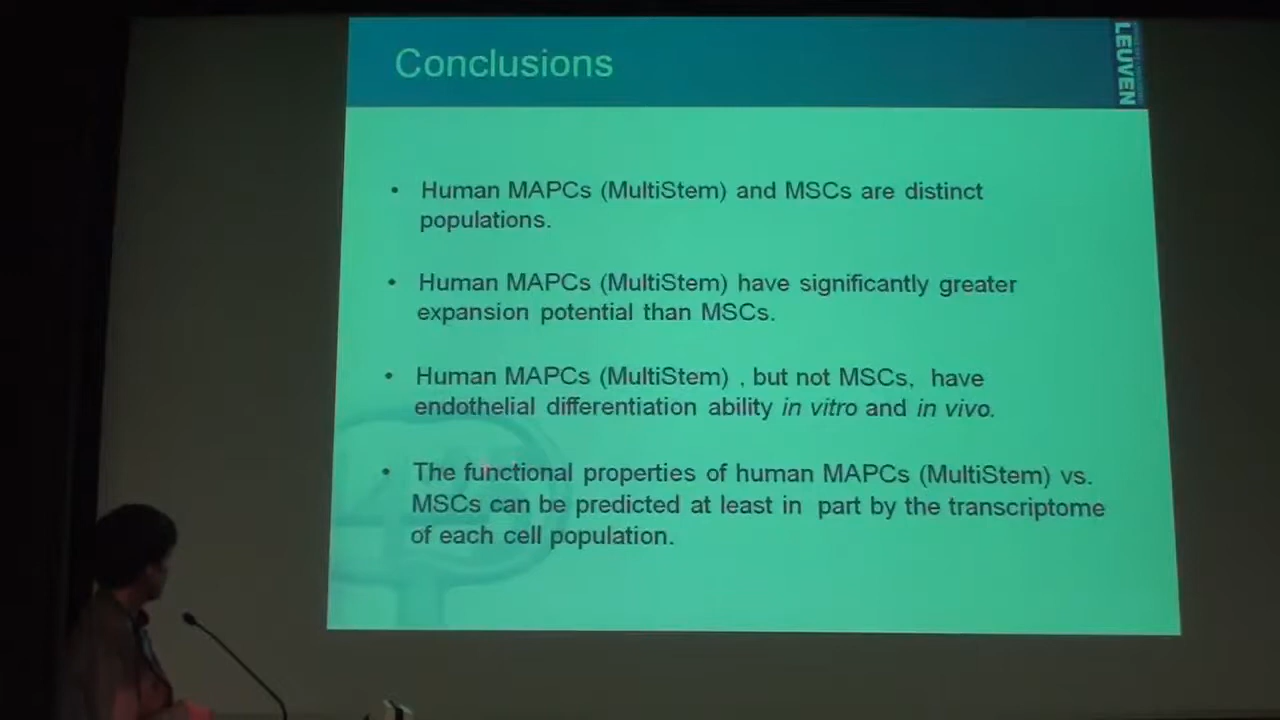 Conclusions
LEUVEN
• Human MAPCs (MultiStem) and MSCs are distinct
populations.
• Human MAPCs (MultiStem) have significantly greater
expansion potential than MSCs.
• Human MAPCs (MultiStem) , but not MSCs, have
endothelial differentiation ability in vitro and in vivo.
• The functional properties of human MAPCs (MultiStem) vs.
MSCs can be predicted at least in part by the transcriptome
of each cell population.